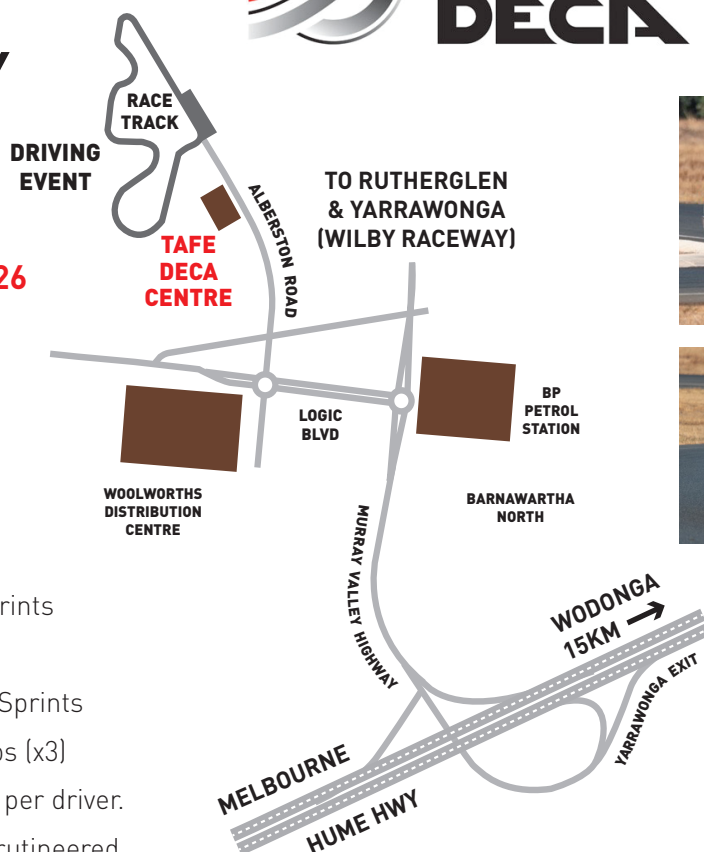 DECA
RACE
TRACK
DRIVING
EVENT
TAFE
DECA
CENTRE
26
ALBERSTON ROAD
TO RUTHERGLEN
& YARRAWONGA
(WILBY RACEWAY)
LOGIC
BLVD
BP
PETROL
STATION
WOOLWORTHS
DISTRIBUTION
CENTRE
BARNAWARTHA
NORTH
MURRAY VALLEY HIGHWAY
WODONGA
15KM
YARRAWONGA EXIT
MELBOURNE
HUME HWY
Sprints
per driver.